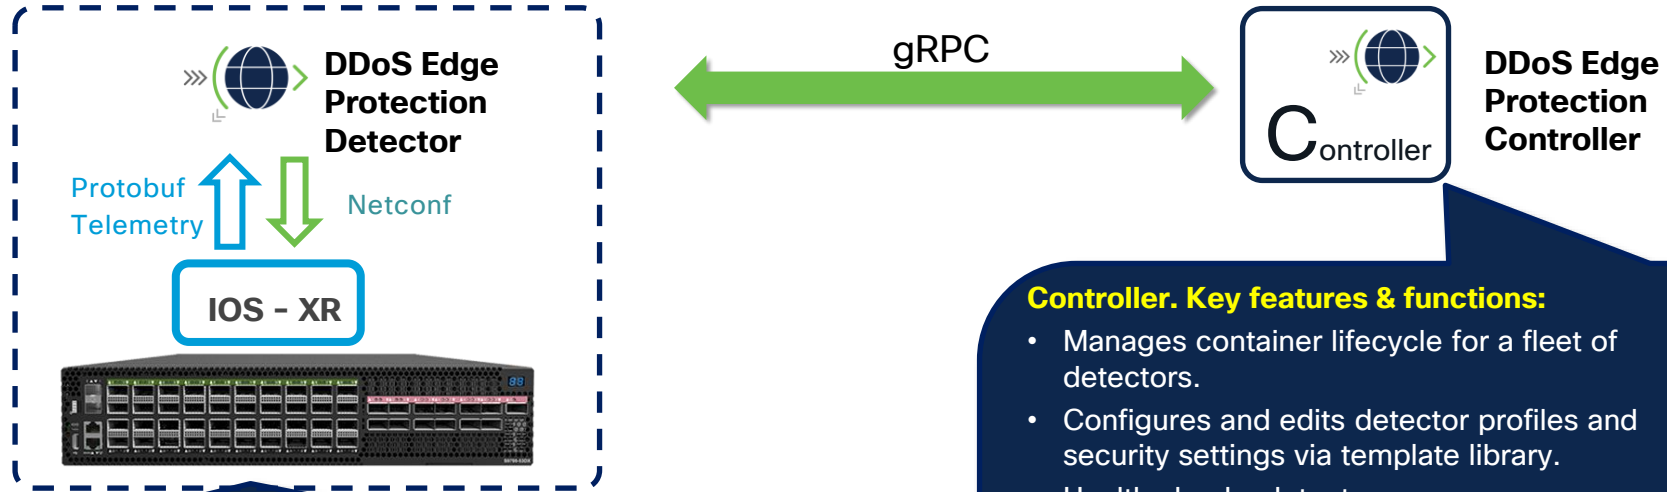 DDoS Edge
Protection
Detector
Protobuf
Telemetry
Netconf
IOS - XR
gRPC
Controller
DDoS Edge
Protection
Controller
Controller. Key features & functions:
• Manages container lifecycle for a fleet of
detectors.
• Configures and edits detector profiles and
security settings via template library.